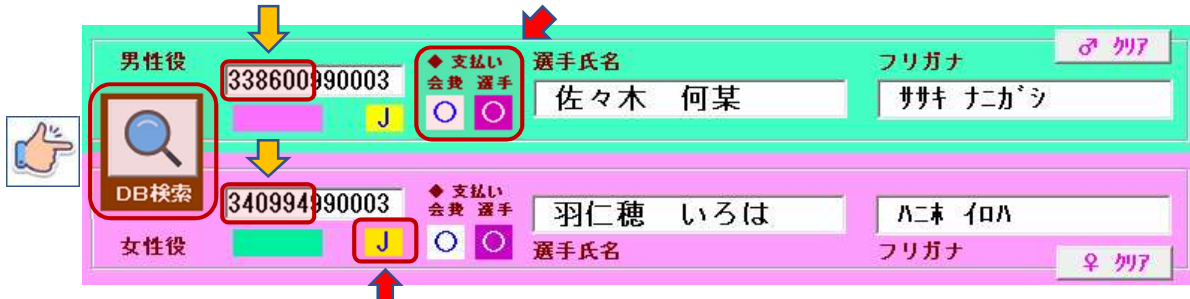 男性役
338600990003
◆ 支払い
会費 選手
○ ○
選手氏名
フリガナ
♂ クリア
J
佐々木 何某
ササキ ナニガシ
DB検索
340994990003
◆ 支払い
会費 選手
○ ○
羽仁穂 いろは
ハニホ イロハ
女性役
J
選手氏名
フリガナ
♀ クリア